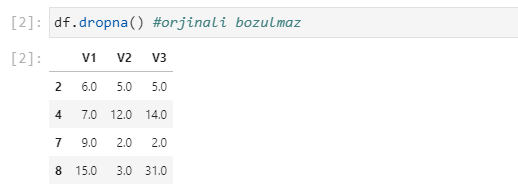 [2]: df.dropna() #orjinali bozulmaz
[2]:
V1 V2 V3
2 6.0 5.0 5.0
4 7.0 12.0 14.0
7 9.0 2.0 2.0
8 15.0 3.0 31.0